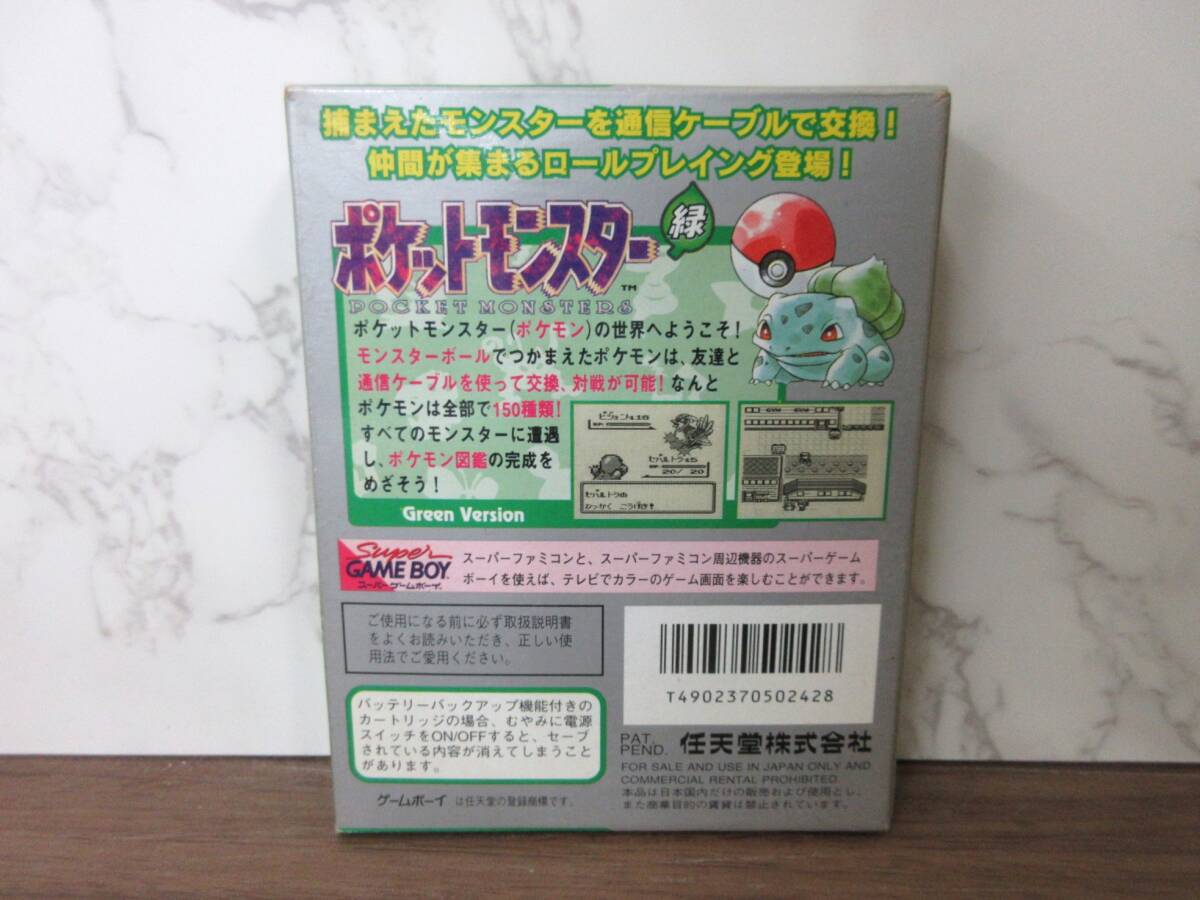 捕まえたモンスターを通信ケーブルで交換！
仲間が集まるロールプレイング登場！
ポケットモンスター 緑
TM
POCKET MONSTERS
ポケットモンスター(ポケモン)の世界へようこそ！
モンスターボールでつかまえたポケモンは、友達と
通信ケーブルを使って交換、対戦が可能！なんと
ポケモンは全部で150種類！
すべてのモンスターに遭遇
し、ポケモン図鑑の完成を
めざそう！
Green Version
20/ 20
ひっかく こうげき！
Super
GAME BOY
スーパーゲームボーイ
スーパーファミコンと、スーパーファミコン周辺機器のスーパーゲーム
ボーイを使えば、テレビでカラーのゲーム画面を楽しむことができます。
ご使用になる前に必ず取扱説明書
をよくお読みいただき、正しい使
用法でご愛用ください。
T4902370502428
バッテリーバックアップ機能付きの
カートリッジの場合、むやみに電源
スイッチをON/OFFすると、セーブ
されている内容が消えてしまうこと
があります。
PAT.
PEND. 任天堂株式会社
FOR SALE AND USE IN JAPAN ONLY AND
COMMERCIAL RENTAL PROHIBITED.
本品は日本国内だけの販売および使用とし、
また商業目的の賃貸は禁止されています。
ゲームボーイ は任天堂の登録商標です。